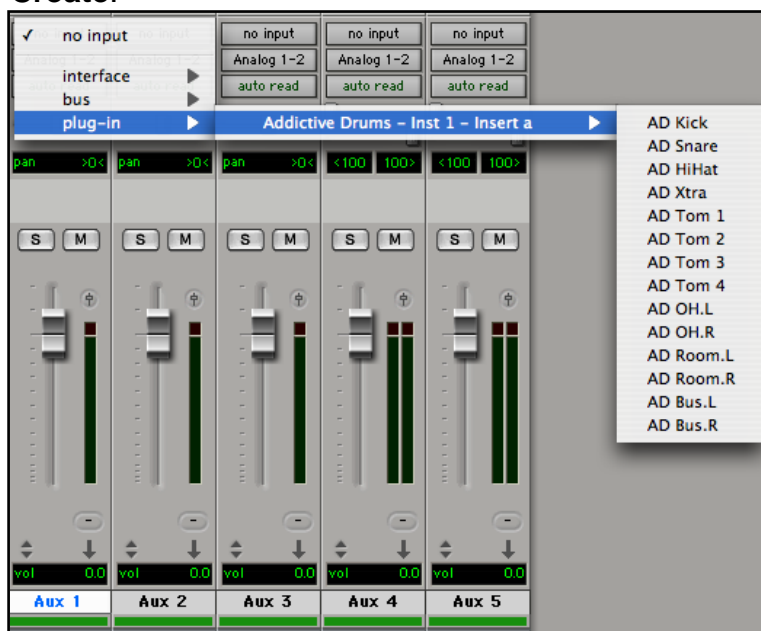 ✓ no input
interface
bus
plug-in
no input no input no input
Analog 1-2 Analog 1-2 Analog 1-2
auto read auto read auto read
Addictive Drums - Inst 1 - Insert a
AD Kick
AD Snare
AD HiHat
AD Xtra
AD Tom 1
AD Tom 2
AD Tom 3
AD Tom 4
AD OH.L
AD OH.R
AD Room.L
AD Room.R
AD Bus.L
AD Bus.R
pan >0< pan >0< pan >0< <100 100> <100 100>
S M S M S M S M S M
vol 0.0 vol 0.0 vol 0.0 vol 0.0 vol 0.0
Aux 1 Aux 2 Aux 3 Aux 4 Aux 5